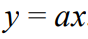 y = ax